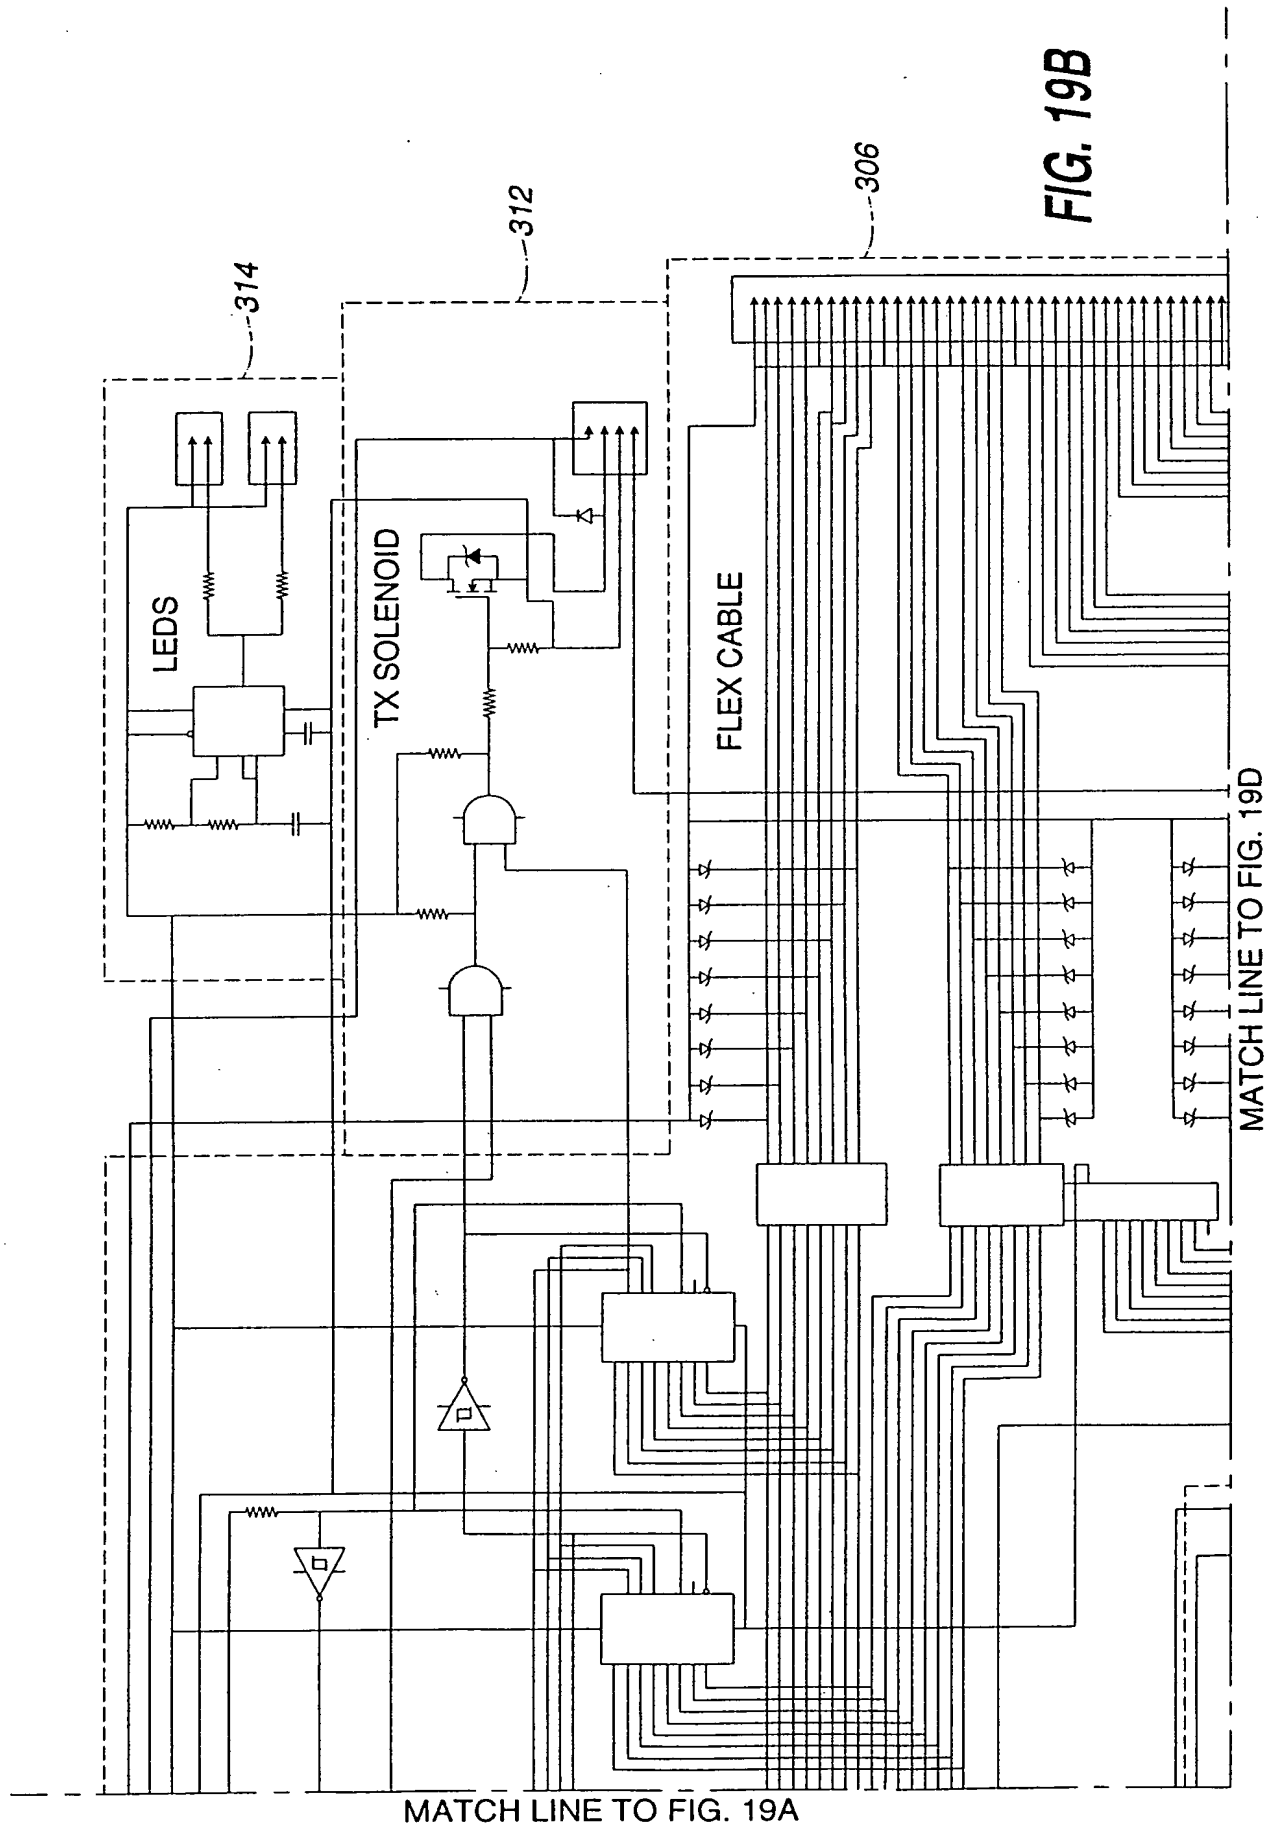 314
LEDS
312
TX SOLENOID
306
FLEX CABLE
FIG. 19B
MATCH LINE TO FIG. 19A
MATCH LINE TO FIG. 19D